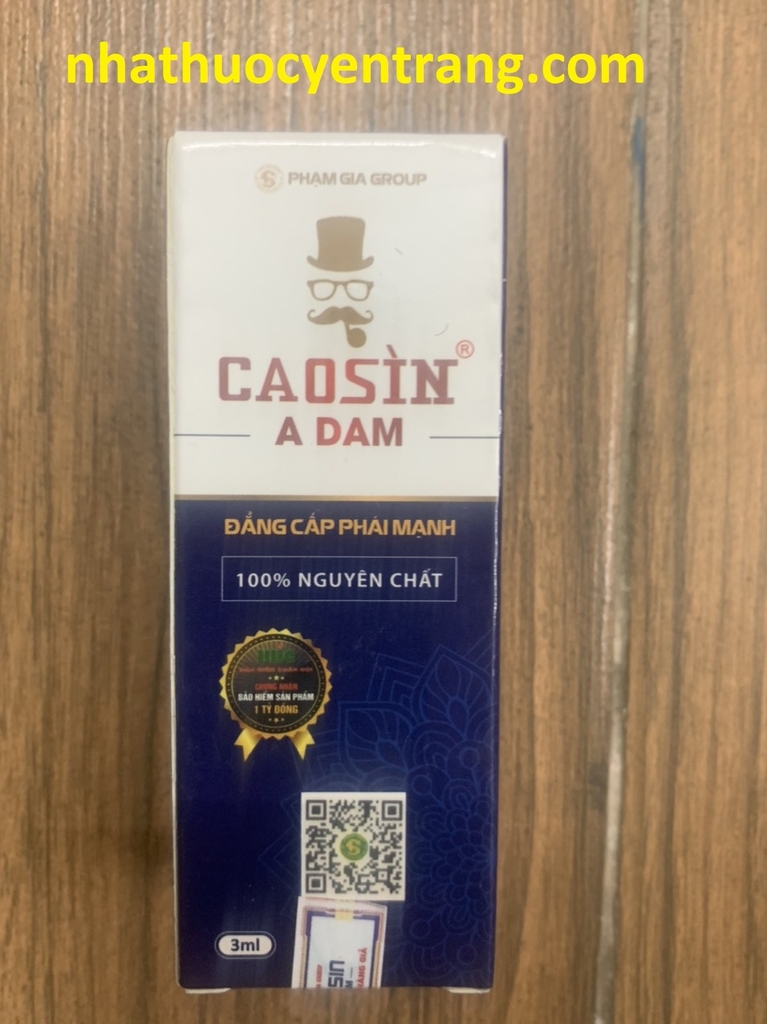 nhathuocyentrang.com
PHẠM GIA GROUP
CAOSÌN®
A DAM
ĐẲNG CẤP PHÁI MẠNH
100% NGUYÊN CHẤT
CHỨNG NHẬN
BẢO HIỂM SẢN PHẨM
1 TỶ ĐỒNG
3ml